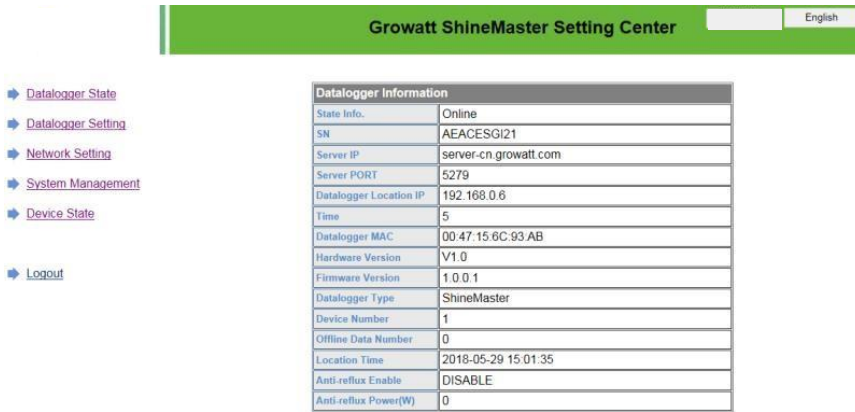 Growatt ShineMaster Setting Center
English
Datalogger State
Datalogger Setting
Network Setting
System Management
Device State
Logout
Datalogger Information
State Info. Online
SN AEACESGI21
Server IP server-cn.growatt.com
Server PORT 5279
Datalogger Location IP 192.168.0.6
Time 5
Datalogger MAC 00:47:15:6C:93:AB
Hardware Version V1.0
Firmware Version 1.0.0.1
Datalogger Type ShineMaster
Device Number 1
Offline Data Number 0
Location Time 2018-05-29 15:01:35
Anti-reflux Enable DISABLE
Anti-reflux Power(W) 0